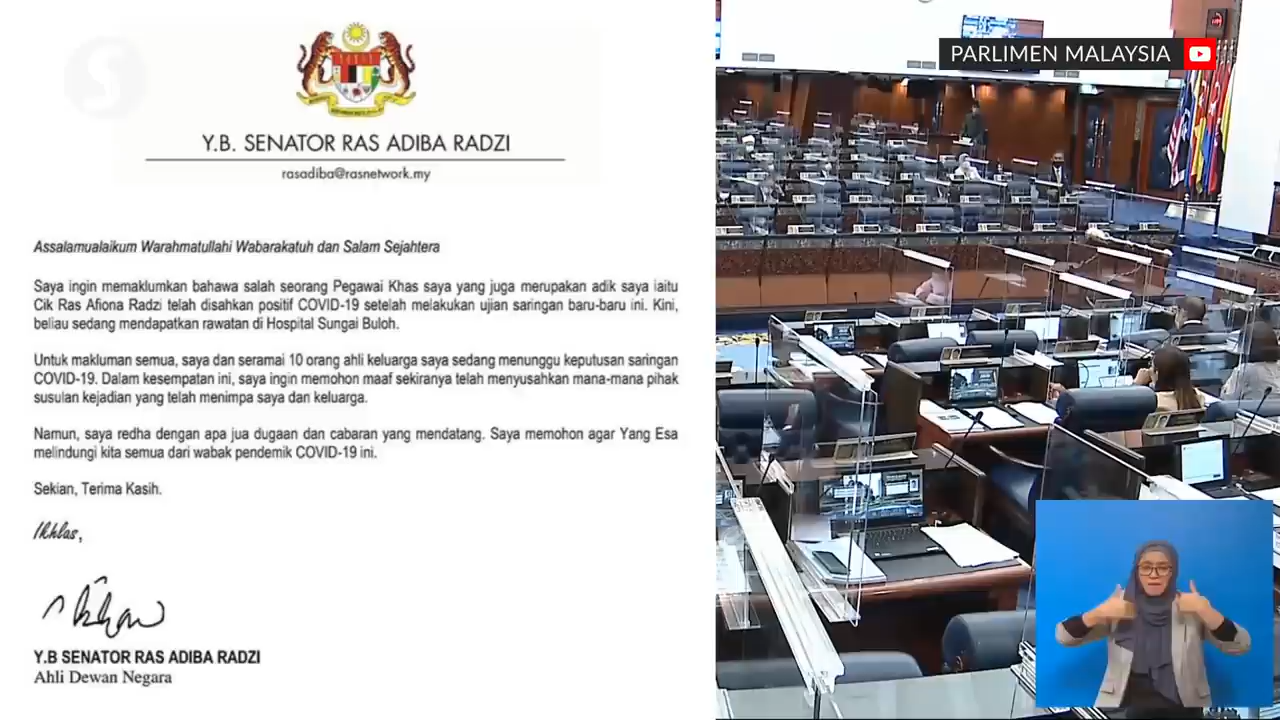 S
Y.B. SENATOR RAS ADIBA RADZI
rasadiba@rasnetwork.my
Assalamualaikum Warahmatullahi Wabarakatuh dan Salam Sejahtera
Saya ingin memaklumkan bahawa salah seorang Pegawai Khas saya yang juga merupakan adik saya iaitu
Cik Ras Afiona Radzi telah disahkan positif COVID-19 setelah melakukan ujian saringan baru-baru ini. Kini,
beliau sedang mendapatkan rawatan di Hospital Sungai Buloh.
Untuk makluman semua, saya dan seramai 10 orang ahli keluarga saya sedang menunggu keputusan saringan
COVID-19. Dalam kesempatan ini, saya ingin memohon maaf sekiranya telah menyusahkan mana-mana pihak
susulan kejadian yang telah menimpa saya dan keluarga.
Namun, saya redha dengan apa jua dugaan dan cabaran yang mendatang. Saya memohon agar Yang Esa
melindungi kita semua dari wabak pendemik COVID-19 ini.
Sekian, Terima Kasih.
Ikhlas,
Y.B SENATOR RAS ADIBA RADZI
Ahli Dewan Negara
PARLIMEN MALAYSIA